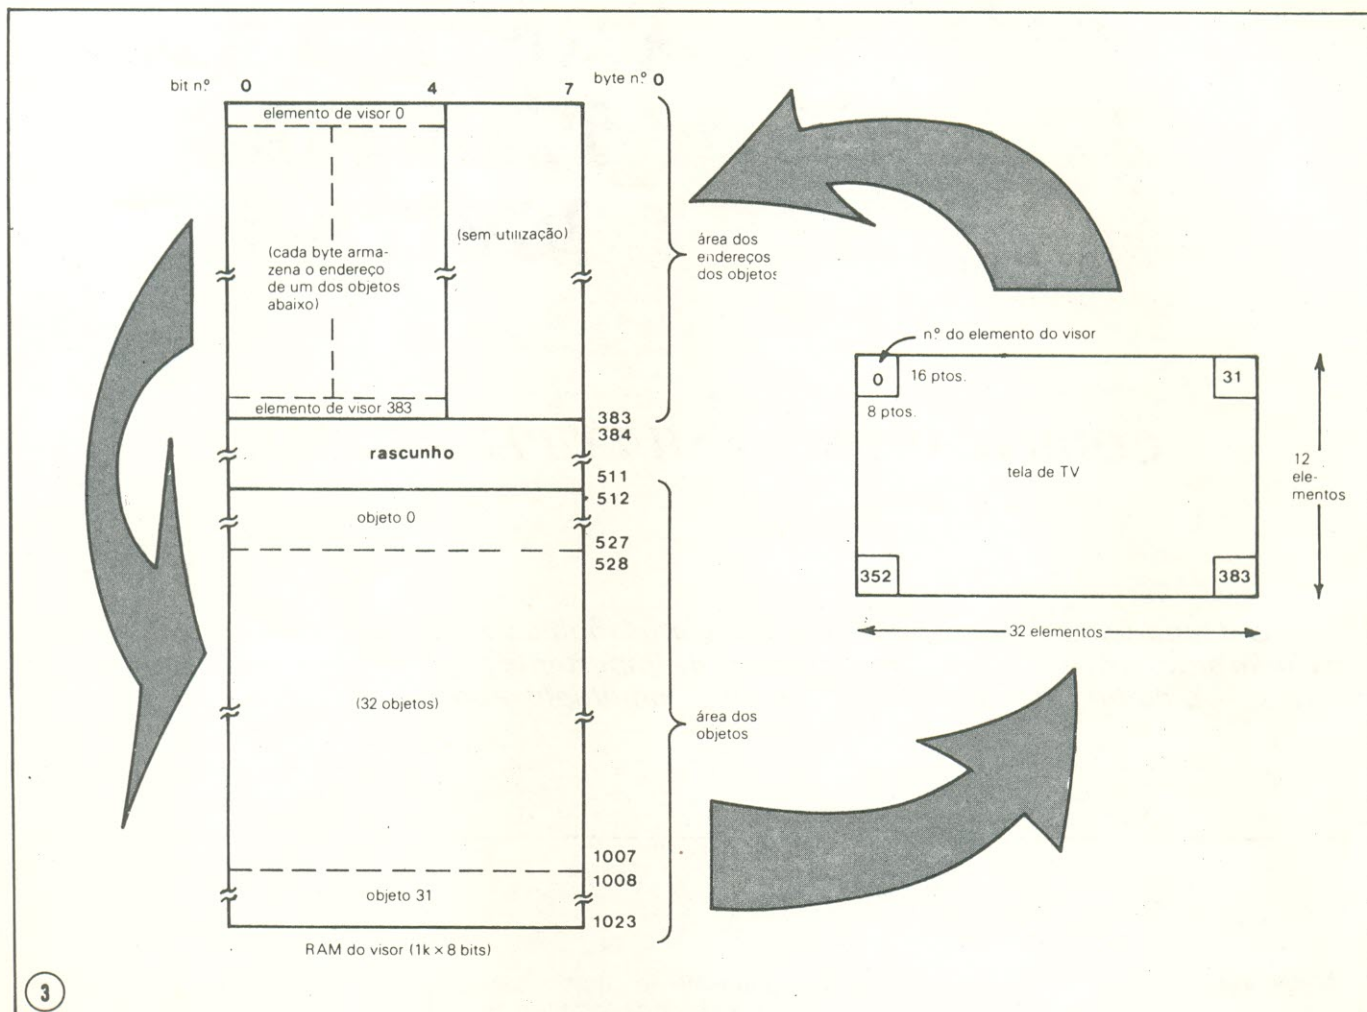 bit n.º 0 4 7 byte n.º 0
elemento de visor 0
(sem utilização)
(cada byte arma-
zena o endereço
de um dos objetos
abaixo)
área dos
endereços
dos objetos
elemento de visor 383
383
384
rascunho
511
512
objeto 0
527
528
(32 objetos)
área dos
objetos
1007
1008
objeto 31
1023
RAM do visor (1k × 8 bits)
n.º do elemento do visor
0 16 ptos. 31
8 ptos.
tela de TV
12
ele-
mentos
352 383
32 elementos
3